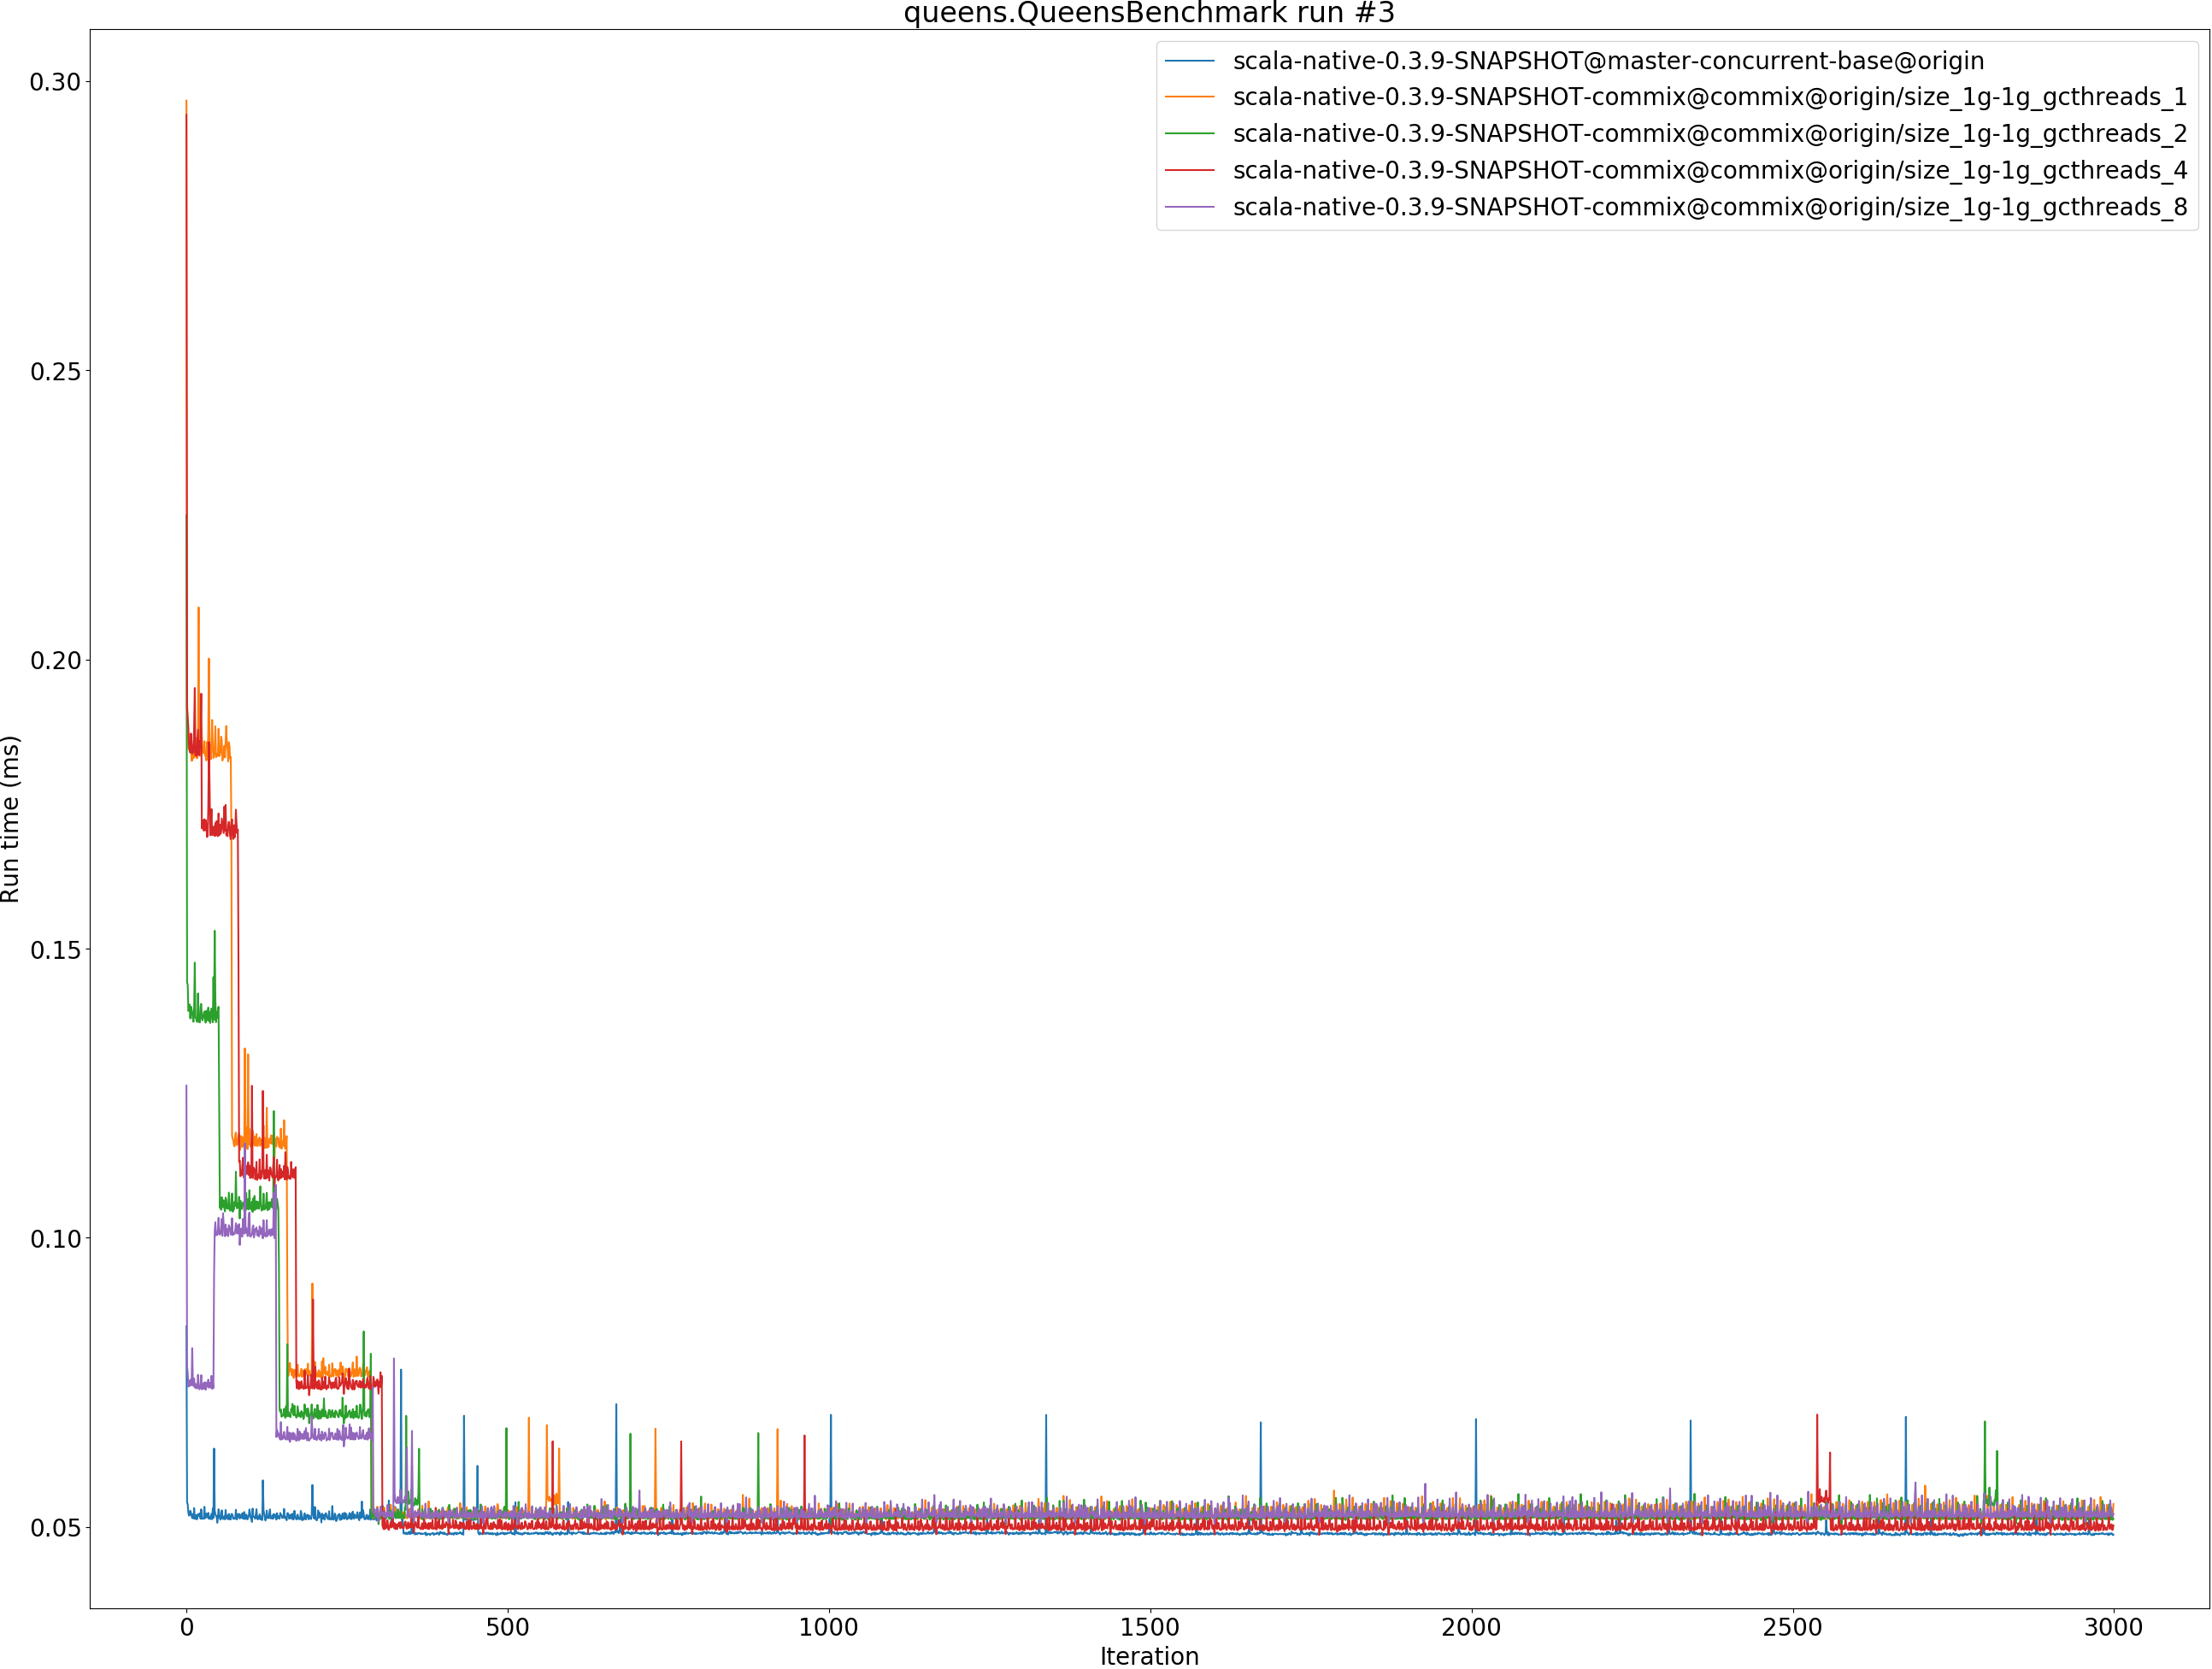 queens.QueensBenchmark run #3
scala-native-0.3.9-SNAPSHOT@master-concurrent-base@origin
scala-native-0.3.9-SNAPSHOT-commix@commix@origin/size_1g-1g_gcthreads_1
scala-native-0.3.9-SNAPSHOT-commix@commix@origin/size_1g-1g_gcthreads_2
scala-native-0.3.9-SNAPSHOT-commix@commix@origin/size_1g-1g_gcthreads_4
scala-native-0.3.9-SNAPSHOT-commix@commix@origin/size_1g-1g_gcthreads_8
0.30
0.25
0.20
0.15
0.10
0.05
Run time (ms)
0 500 1000 1500 2000 2500 3000
Iteration